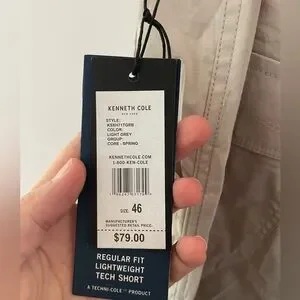 KENNETH COLE
NEW YORK
STYLE:
COLOR:
LIGHT GREY
GROUP:
CORE - SPRING
KENNETHCOLE.COM
1-800-KEN-COLE
SIZE: 46
MANUFACTURER'S
SUGGESTED RETAIL PRICE:
$79.00
REGULAR FIT
LIGHTWEIGHT
TECH SHORT
A TECHNI-COLE™ PRODUCT